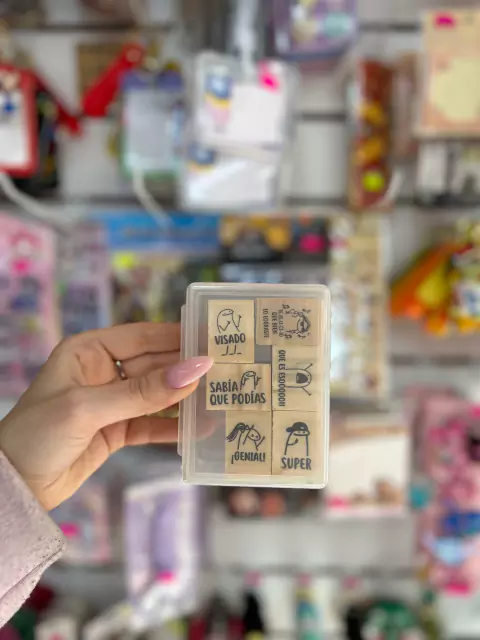 VISADO
SABÍA
QUE PODÍAS
QUE ES ESOOOOO!!
¡GENIAL!
SUPER